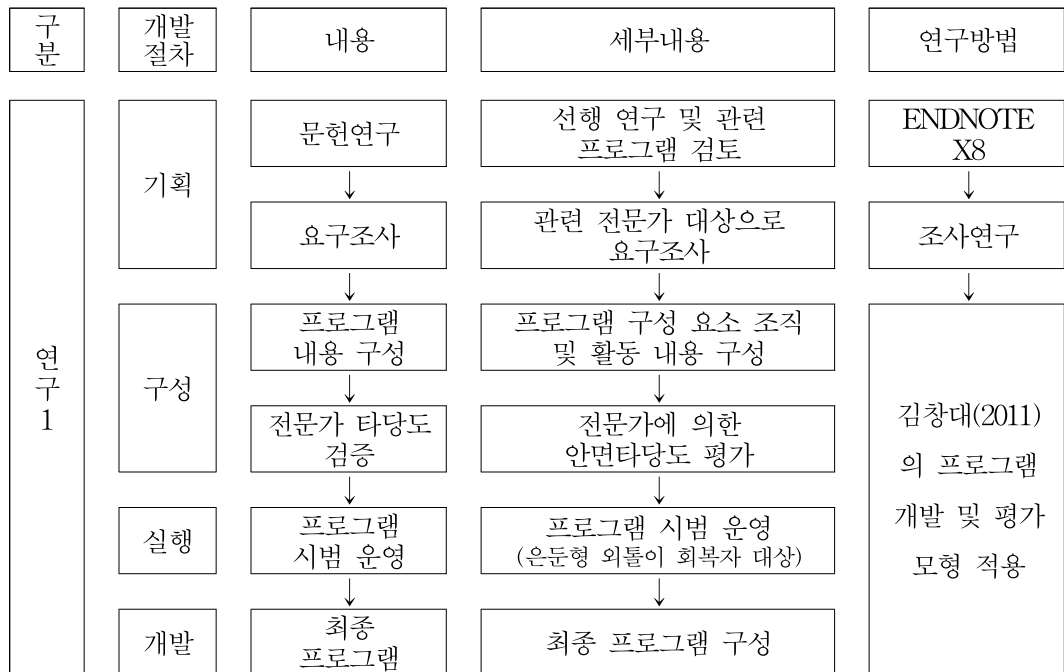 구
분
개발
절차
내용
세부내용
연구방법
연
구
1
기획
문헌연구
선행 연구 및 관련
프로그램 검토
ENDNOTE
X8
요구조사
관련 전문가 대상으로
요구조사
조사연구
구성
프로그램
내용 구성
프로그램 구성 요소 조직
및 활동 내용 구성
김창대(2011)
의 프로그램
개발 및 평가
모형 적용
전문가 타당도
검증
전문가에 의한
안면타당도 평가
실행
프로그램
시범 운영
프로그램 시범 운영
(은둔형 외톨이 회복자 대상)
개발
최종
프로그램
최종 프로그램 구성